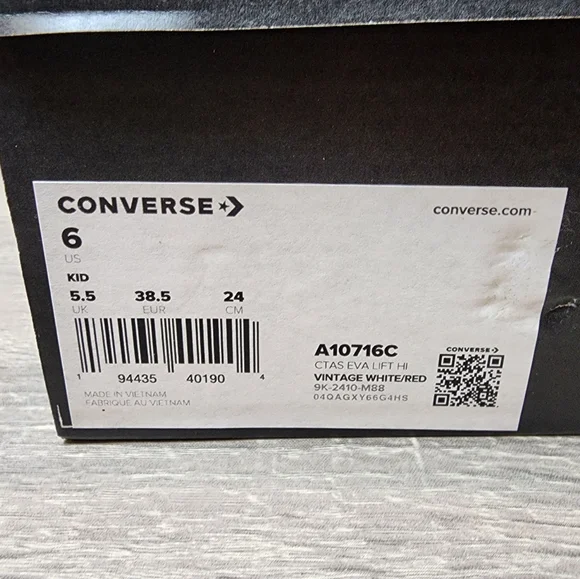 CONVERSE
converse.com
6
US
KID
5.5 38.5 24
UK EUR CM
1 94435 40190 4
MADE IN VIETNAM
FABRIQUE AU VIETNAM
A10716C
CTAS EVA LIFT HI
VINTAGE WHITE/RED
9K-2410-M88
04QAGXY66G4HS
CONVERSE